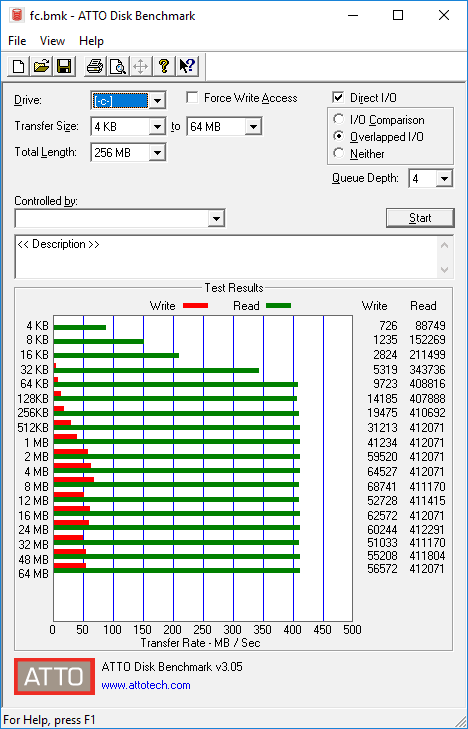 fc.bmk - ATTO Disk Benchmark
File View Help
Drive: [-c-] Force Write Access Direct I/O
Transfer Size: 4 KB to 64 MB I/O Comparison
Overlapped I/O
Total Length: 256 MB Neither
Queue Depth: 4
Controlled by:
Start
<< Description >>
Test Results
Write Read Write Read
4 KB 726 88749
8 KB 1235 152269
16 KB 2824 211499
32 KB 5319 343736
64 KB 9723 408816
128KB 14185 407888
256KB 19475 410692
512KB 31213 412071
1 MB 41234 412071
2 MB 59520 412071
4 MB 64527 412071
8 MB 68741 411170
12 MB 52728 411415
16 MB 62572 412071
24 MB 60244 412291
32 MB 51033 411170
48 MB 55208 411804
64 MB 56572 412071
0 50 100 150 200 250 300 350 400 450 500
Transfer Rate - MB / Sec
ATTO ATTO Disk Benchmark v3.05
www.attotech.com
For Help, press F1